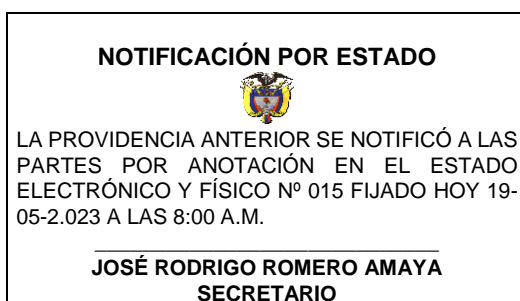 NOTIFICACIÓN POR ESTADO
LA PROVIDENCIA ANTERIOR SE NOTIFICÓ A LAS
PARTES POR ANOTACIÓN EN EL ESTADO
ELECTRÓNICO Y FÍSICO Nº 015 FIJADO HOY 19-
05-2.023 A LAS 8:00 A.M.
JOSÉ RODRIGO ROMERO AMAYA
SECRETARIO